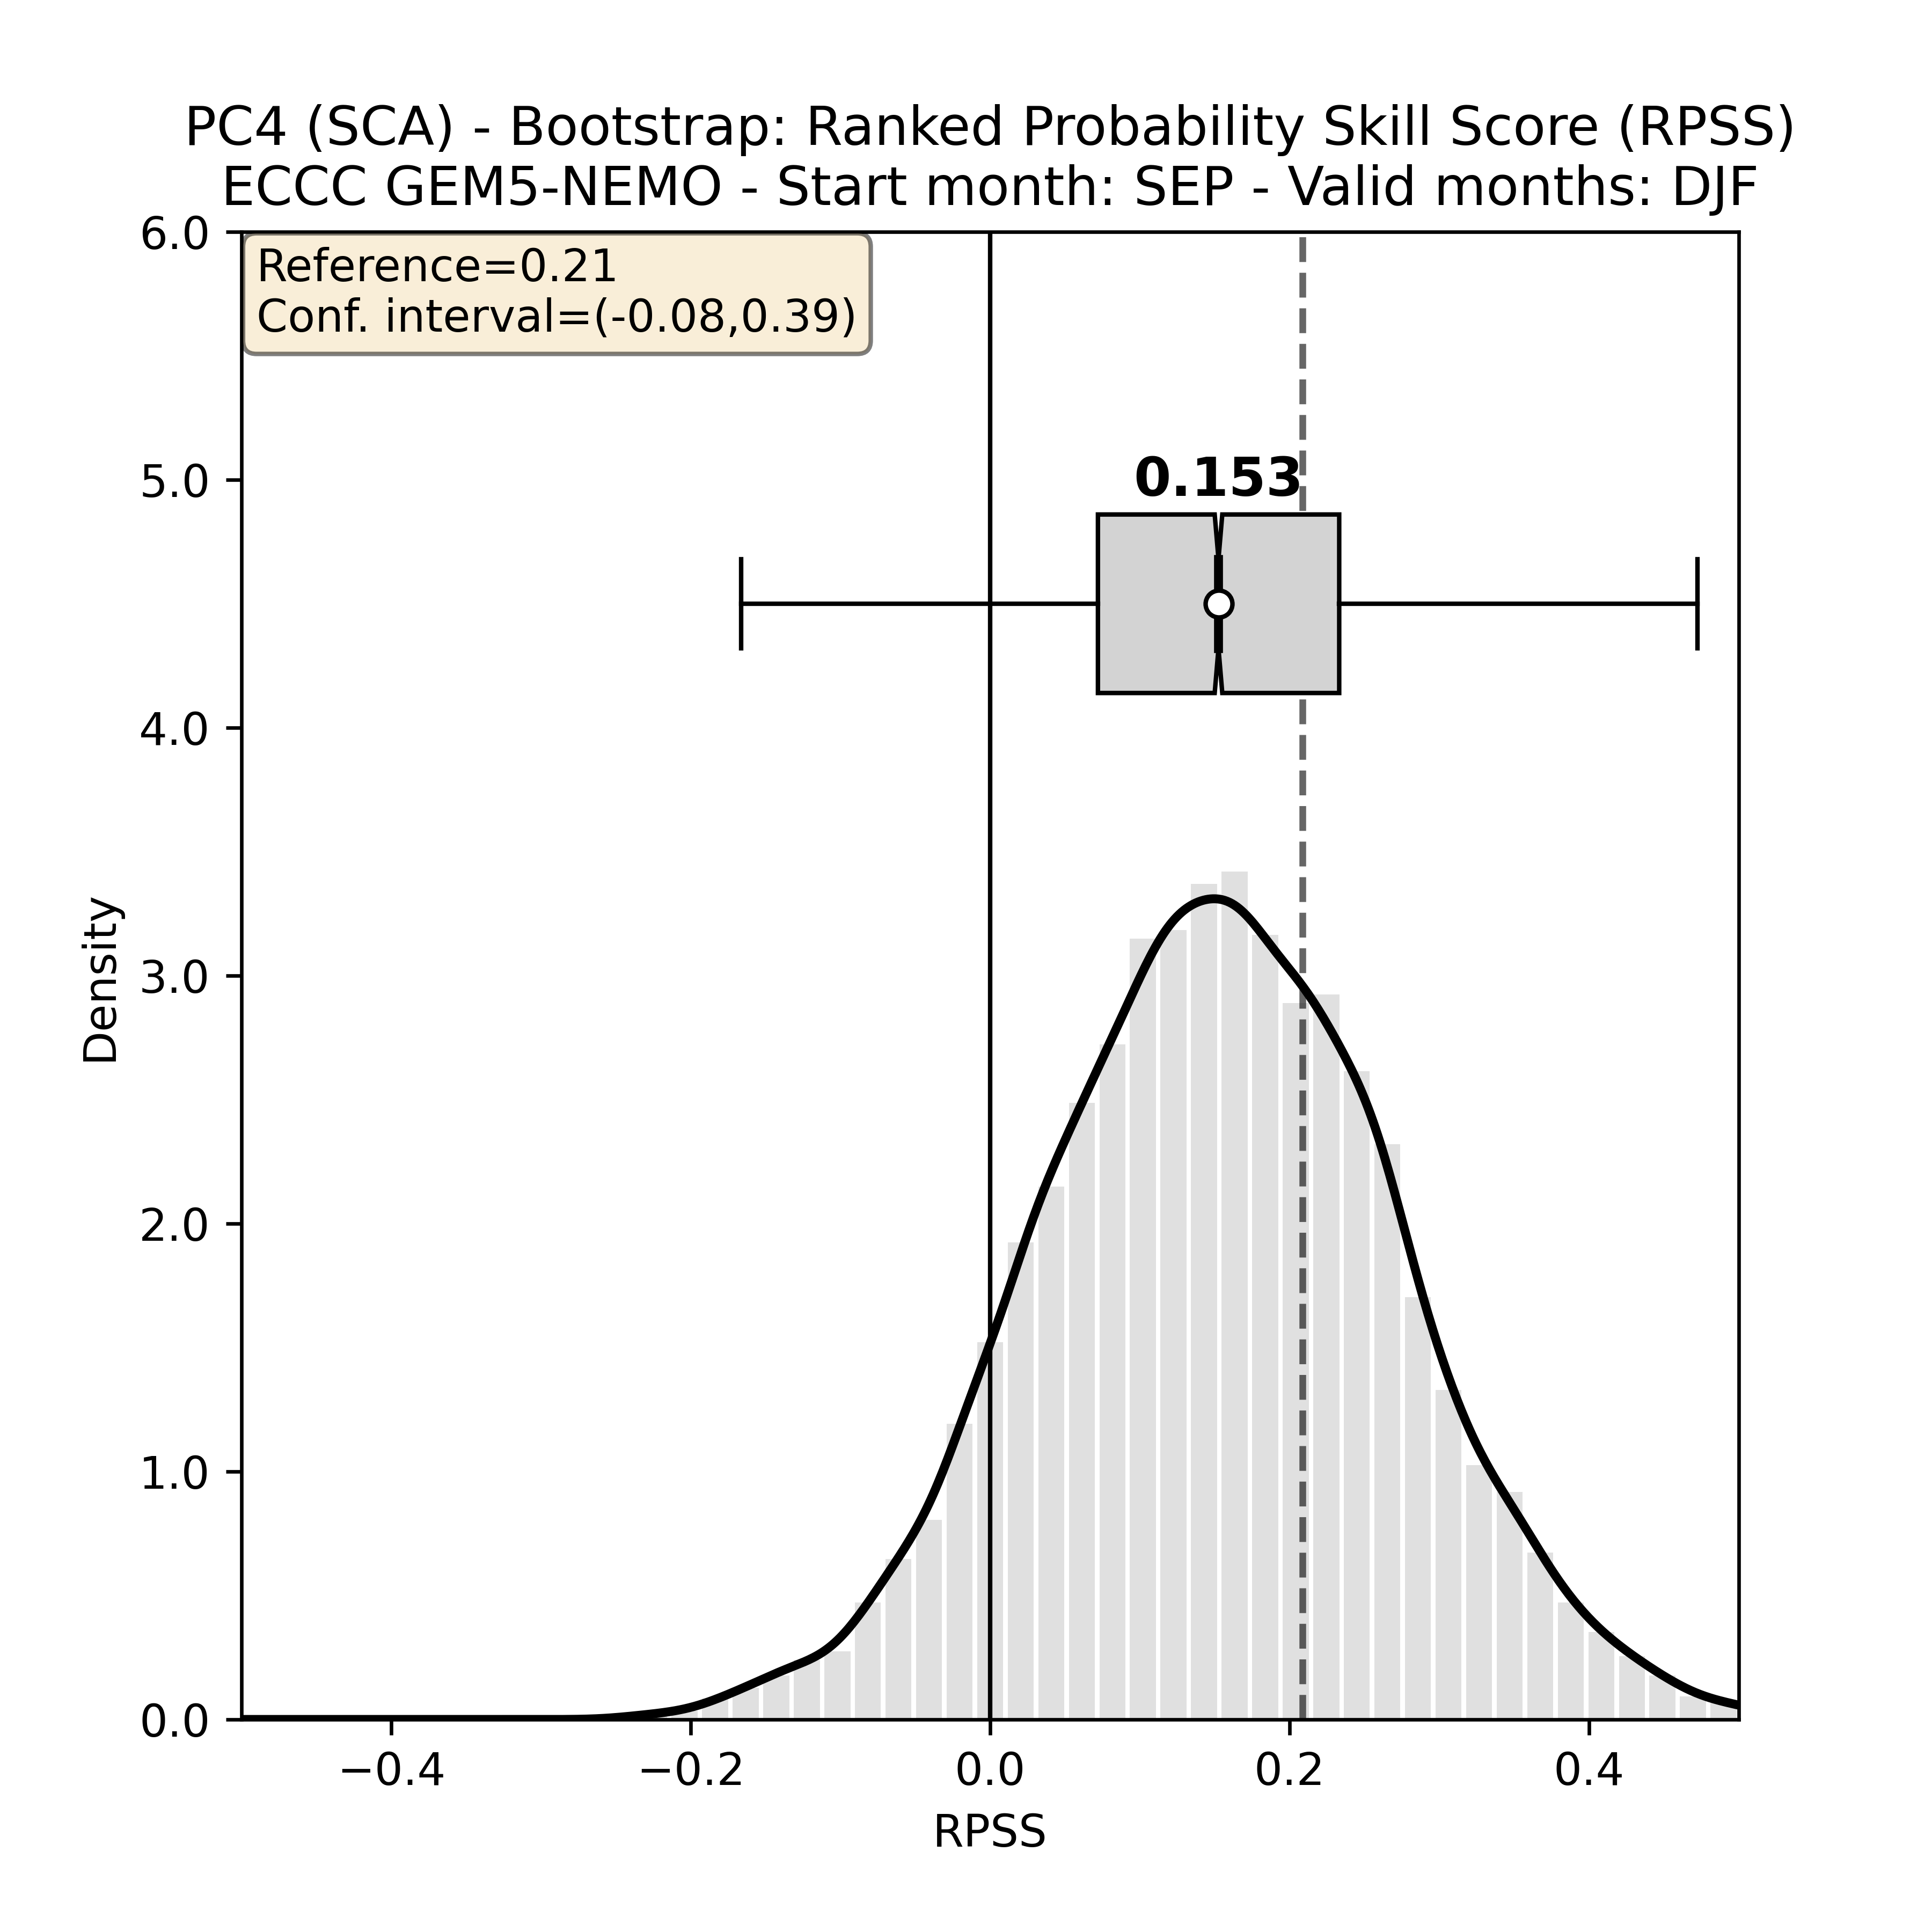 PC4 (SCA) - Bootstrap: Ranked Probability Skill Score (RPSS)
ECCC GEM5-NEMO - Start month: SEP - Valid months: DJF
Reference=0.21
Conf. interval=(-0.08,0.39)
0.153
6.0
5.0
4.0
3.0
2.0
1.0
0.0
Density
−0.4
−0.2
0.0
0.2
0.4
RPSS